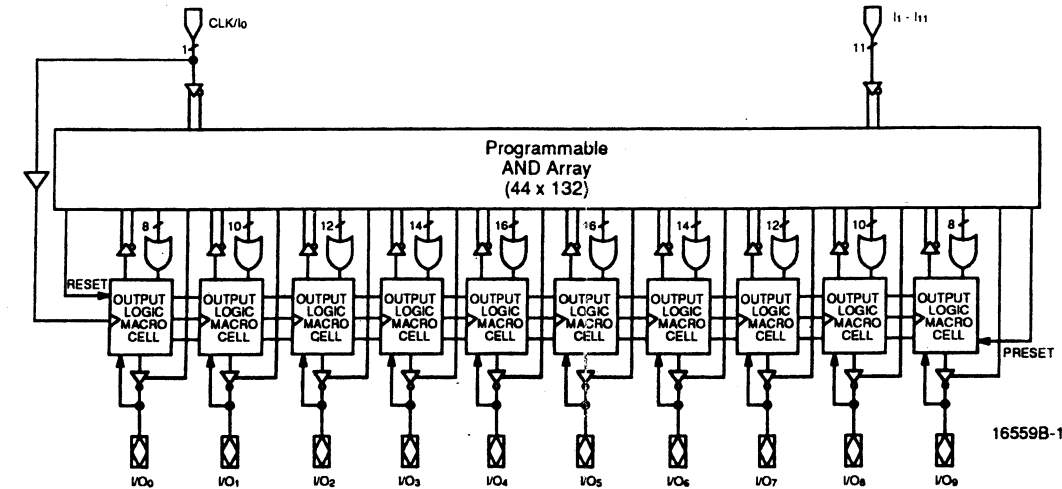 CLK/I0
I1 - I11
1
11
Programmable
AND Array
(44 x 132)
8
10
12
14
16
16
14
12
10
8
RESET
OUTPUT
LOGIC
MACRO
CELL
OUTPUT
LOGIC
MACRO
CELL
OUTPUT
LOGIC
MACRO
CELL
OUTPUT
LOGIC
MACRO
CELL
OUTPUT
LOGIC
MACRO
CELL
OUTPUT
LOGIC
MACRO
CELL
OUTPUT
LOGIC
MACRO
CELL
OUTPUT
LOGIC
MACRO
CELL
OUTPUT
LOGIC
MACRO
CELL
OUTPUT
LOGIC
MACRO
CELL
PRESET
16559B-1
I/O0
I/O1
I/O2
I/O3
I/O4
I/O5
I/O6
I/O7
I/O8
I/O9